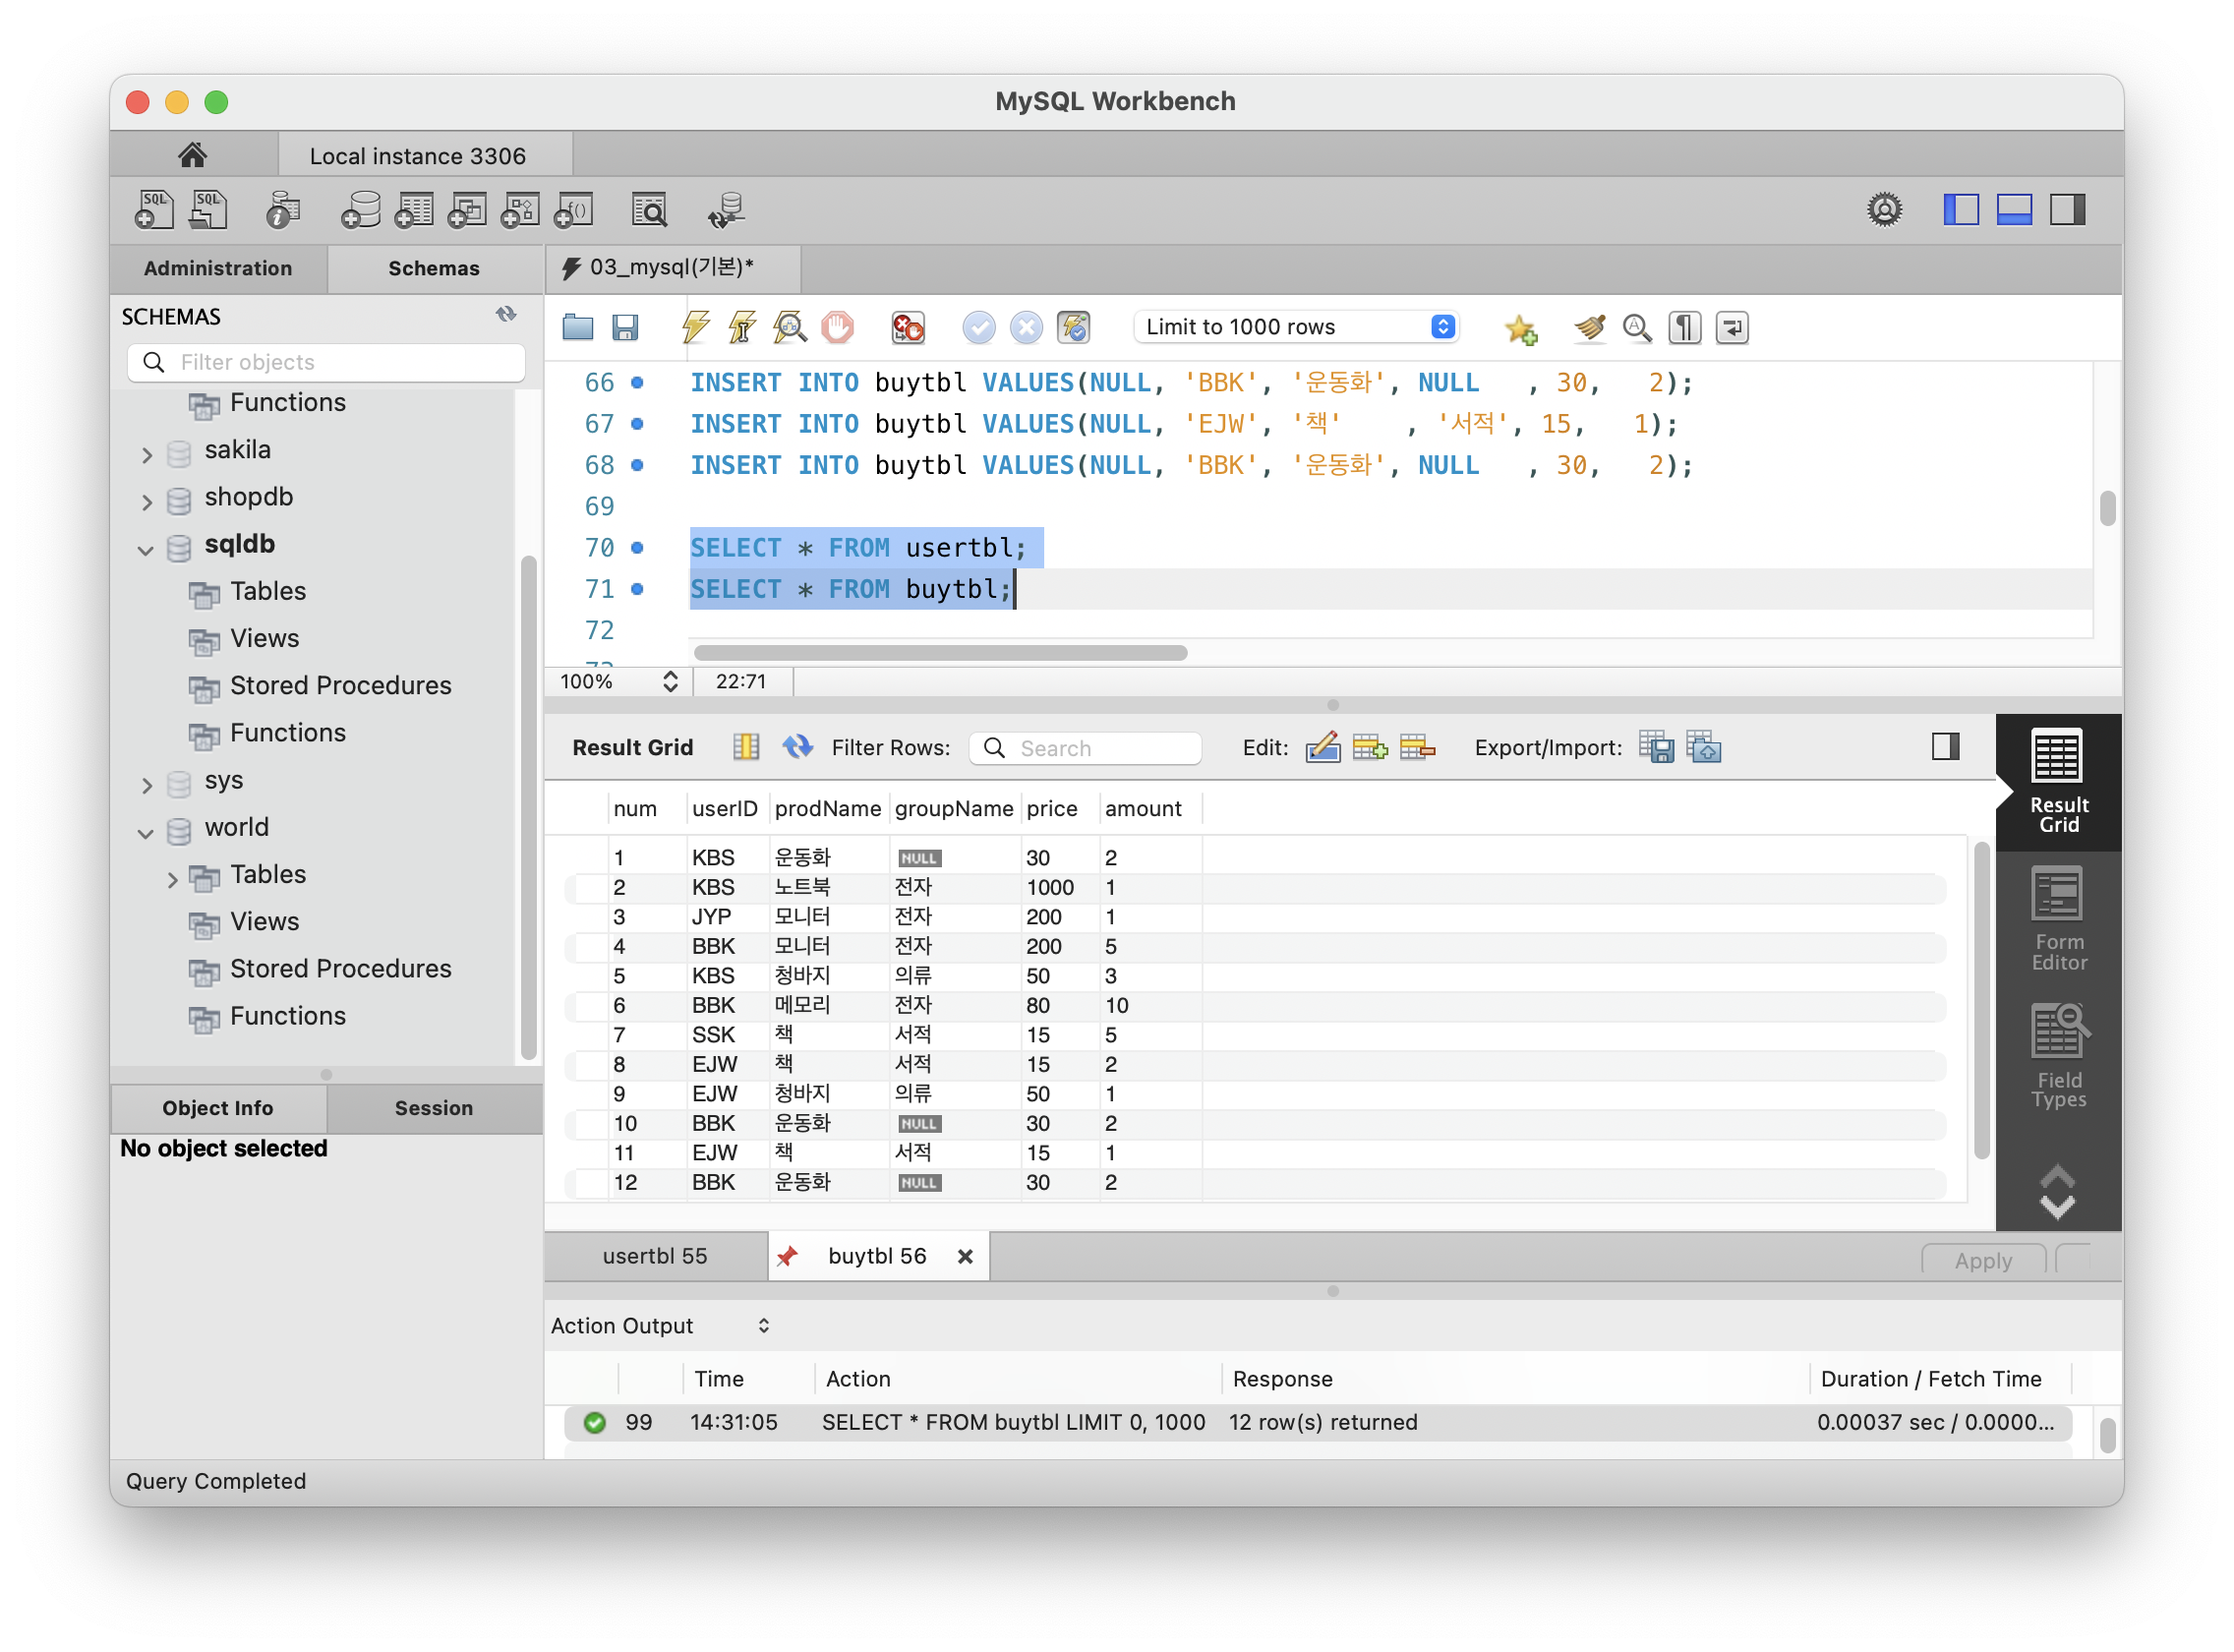 MySQL Workbench
Local instance 3306
Administration
Schemas
03_mysql(기본)*
SCHEMAS
Filter objects
Functions
sakila
shopdb
sqldb
Tables
Views
Stored Procedures
Functions
sys
world
Tables
Views
Stored Procedures
Functions
Object Info
Session
No object selected
Limit to 1000 rows
66 INSERT INTO buytbl VALUES(NULL, 'BBK', '운동화', NULL   , 30,   2);
67 INSERT INTO buytbl VALUES(NULL, 'EJW', '책'    , '서적', 15,   1);
68 INSERT INTO buytbl VALUES(NULL, 'BBK', '운동화', NULL   , 30,   2);
69
70 SELECT * FROM usertbl;
71 SELECT * FROM buytbl;
72
100% 22:71
Result Grid Filter Rows: Search Edit: Export/Import:
num userID prodName groupName price amount
1 KBS 운동화 NULL 30 2
2 KBS 노트북 전자 1000 1
3 JYP 모니터 전자 200 1
4 BBK 모니터 전자 200 5
5 KBS 청바지 의류 50 3
6 BBK 메모리 전자 80 10
7 SSK 책 서적 15 5
8 EJW 책 서적 15 2
9 EJW 청바지 의류 50 1
10 BBK 운동화 NULL 30 2
11 EJW 책 서적 15 1
12 BBK 운동화 NULL 30 2
Result
Grid
Form
Editor
Field
Types
usertbl 55
buytbl 56
Apply
Action Output
Time Action Response Duration / Fetch Time
99 14:31:05 SELECT * FROM buytbl LIMIT 0, 1000 12 row(s) returned 0.00037 sec / 0.0000...
Query Completed